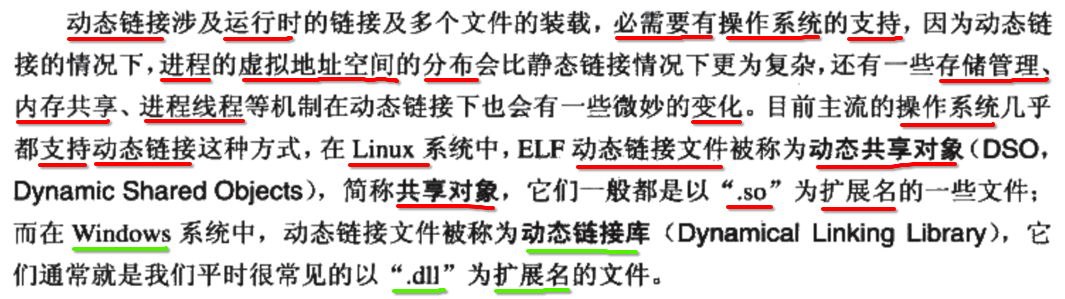 动态链接涉及运行时的链接及多个文件的装载，必需要有操作系统的支持，因为动态链
接的情况下，进程的虚拟地址空间的分布会比静态链接情况下更为复杂，还有一些存储管理、
内存共享、进程线程等机制在动态链接下也会有一些微妙的变化。目前主流的操作系统几乎
都支持动态链接这种方式，在 Linux 系统中，ELF 动态链接文件被称为动态共享对象（DSO，
Dynamic Shared Objects），简称共享对象，它们一般都是以“.so”为扩展名的一些文件；
而在 Windows 系统中，动态链接文件被称为动态链接库（Dynamical Linking Library），它
们通常就是我们平时很常见的以“.dll”为扩展名的文件。